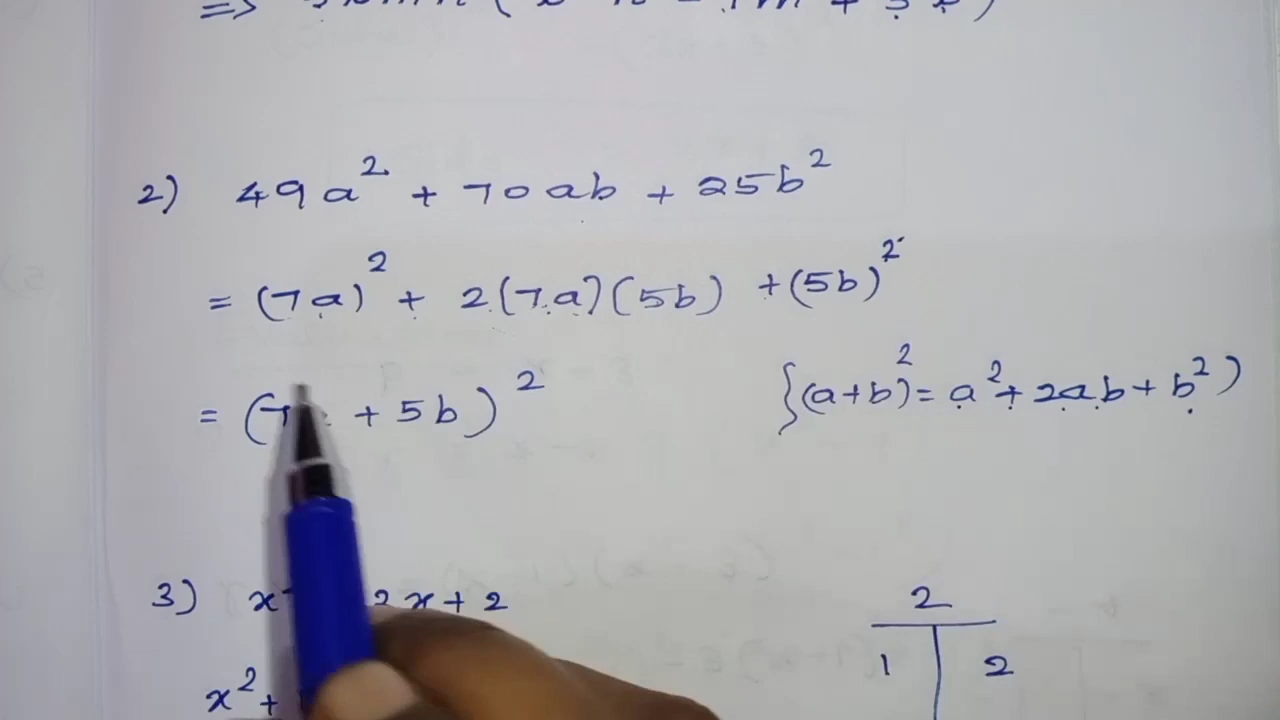 2) 49a² + 70ab + 25b²
= (7a)² + 2(7a)(5b) + (5b)²
= (7 + 5b)² {(a+b)² = a² + 2ab + b²)
3) x 2x + 2 2
x² + 1 2